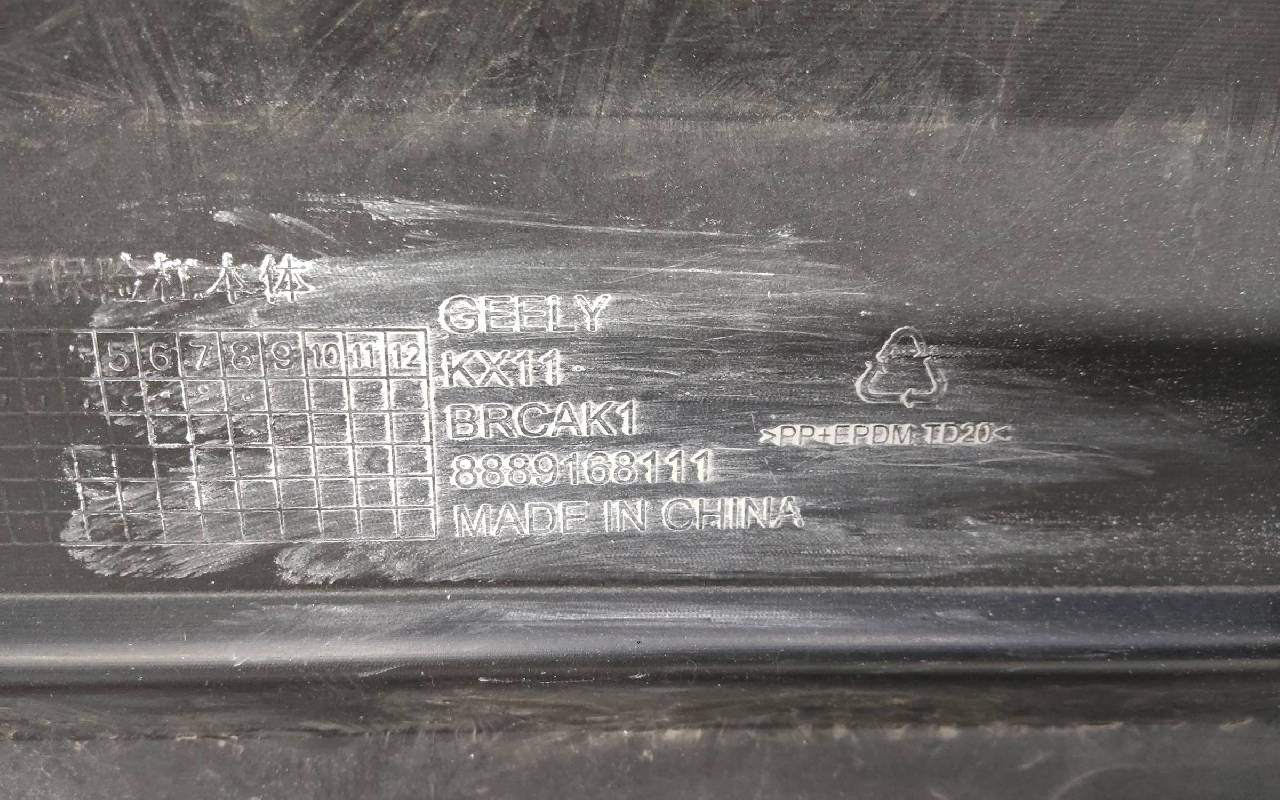 保险杠本体
5 6 7 8 9 10 11 12
GEELY
KX11
BRCAK1
8889168111
MADE IN CHINA
>PP+EPDM TD20<